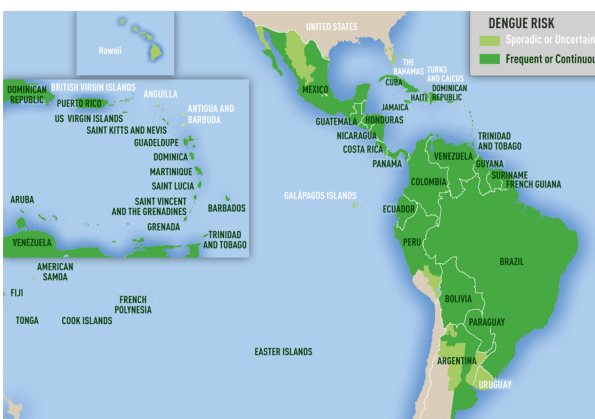 DENGUE RISK
Sporadic or Uncertain
Frequent or Continuou
UNITED STATES
Hawaii
THE
BAHAMAS
TURKS
AND CAICOS
CUBA
DOMINICAN
REPUBLIC
HAITI
JAMAICA
MEXICO
GUATEMALA
HONDURAS
NICARAGUA
COSTA RICA
PANAMA
TRINIDAD
AND TOBAGO
VENEZUELA
GUYANA
SURINAME
FRENCH GUIANA
COLOMBIA
GALÁPAGOS ISLANDS
ECUADOR
PERU
BRAZIL
BOLIVIA
PARAGUAY
ARGENTINA
URUGUAY
DOMINICAN
REPUBLIC
BRITISH VIRGIN ISLANDS
PUERTO RICO
ANGUILLA
US VIRGIN ISLANDS
ANTIGUA AND
BARBUDA
SAINT KITTS AND NEVIS
GUADELOUPE
DOMINICA
MARTINIQUE
SAINT LUCIA
SAINT VINCENT
AND THE GRENADINES
BARBADOS
ARUBA
GRENADA
TRINIDAD
AND TOBAGO
VENEZUELA
AMERICAN
SAMOA
FIJI
FRENCH
POLYNESIA
TONGA
COOK ISLANDS
EASTER ISLANDS